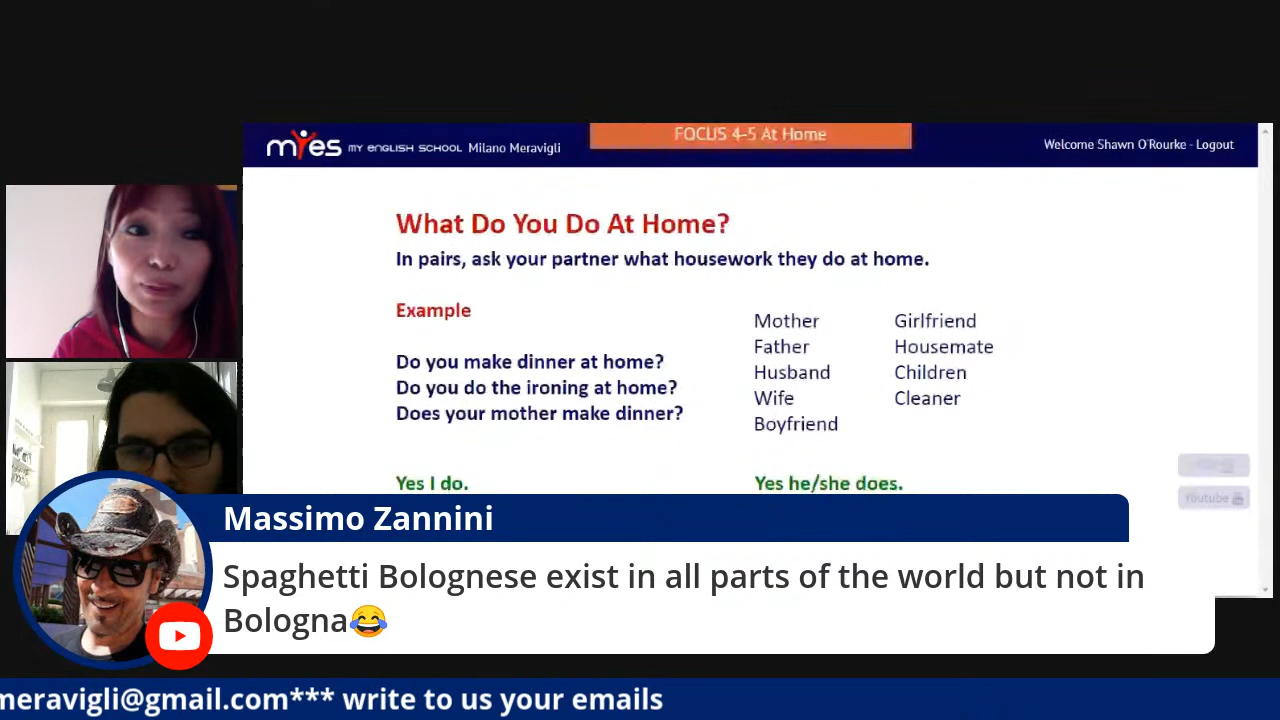 FOCUS 4-5 At Home
myes MY ENGLISH SCHOOL Milano Meravigli
Welcome Shawn O'Rourke - Logout
What Do You Do At Home?
In pairs, ask your partner what housework they do at home.
Example
Do you make dinner at home?
Do you do the ironing at home?
Does your mother make dinner?
Mother
Father
Husband
Wife
Boyfriend
Girlfriend
Housemate
Children
Cleaner
Yes I do.
Yes he/she does.
Youtube
Massimo Zannini
Spaghetti Bolognese exist in all parts of the world but not in
Bologna😂
meravigli@gmail.com*** write to us your emails